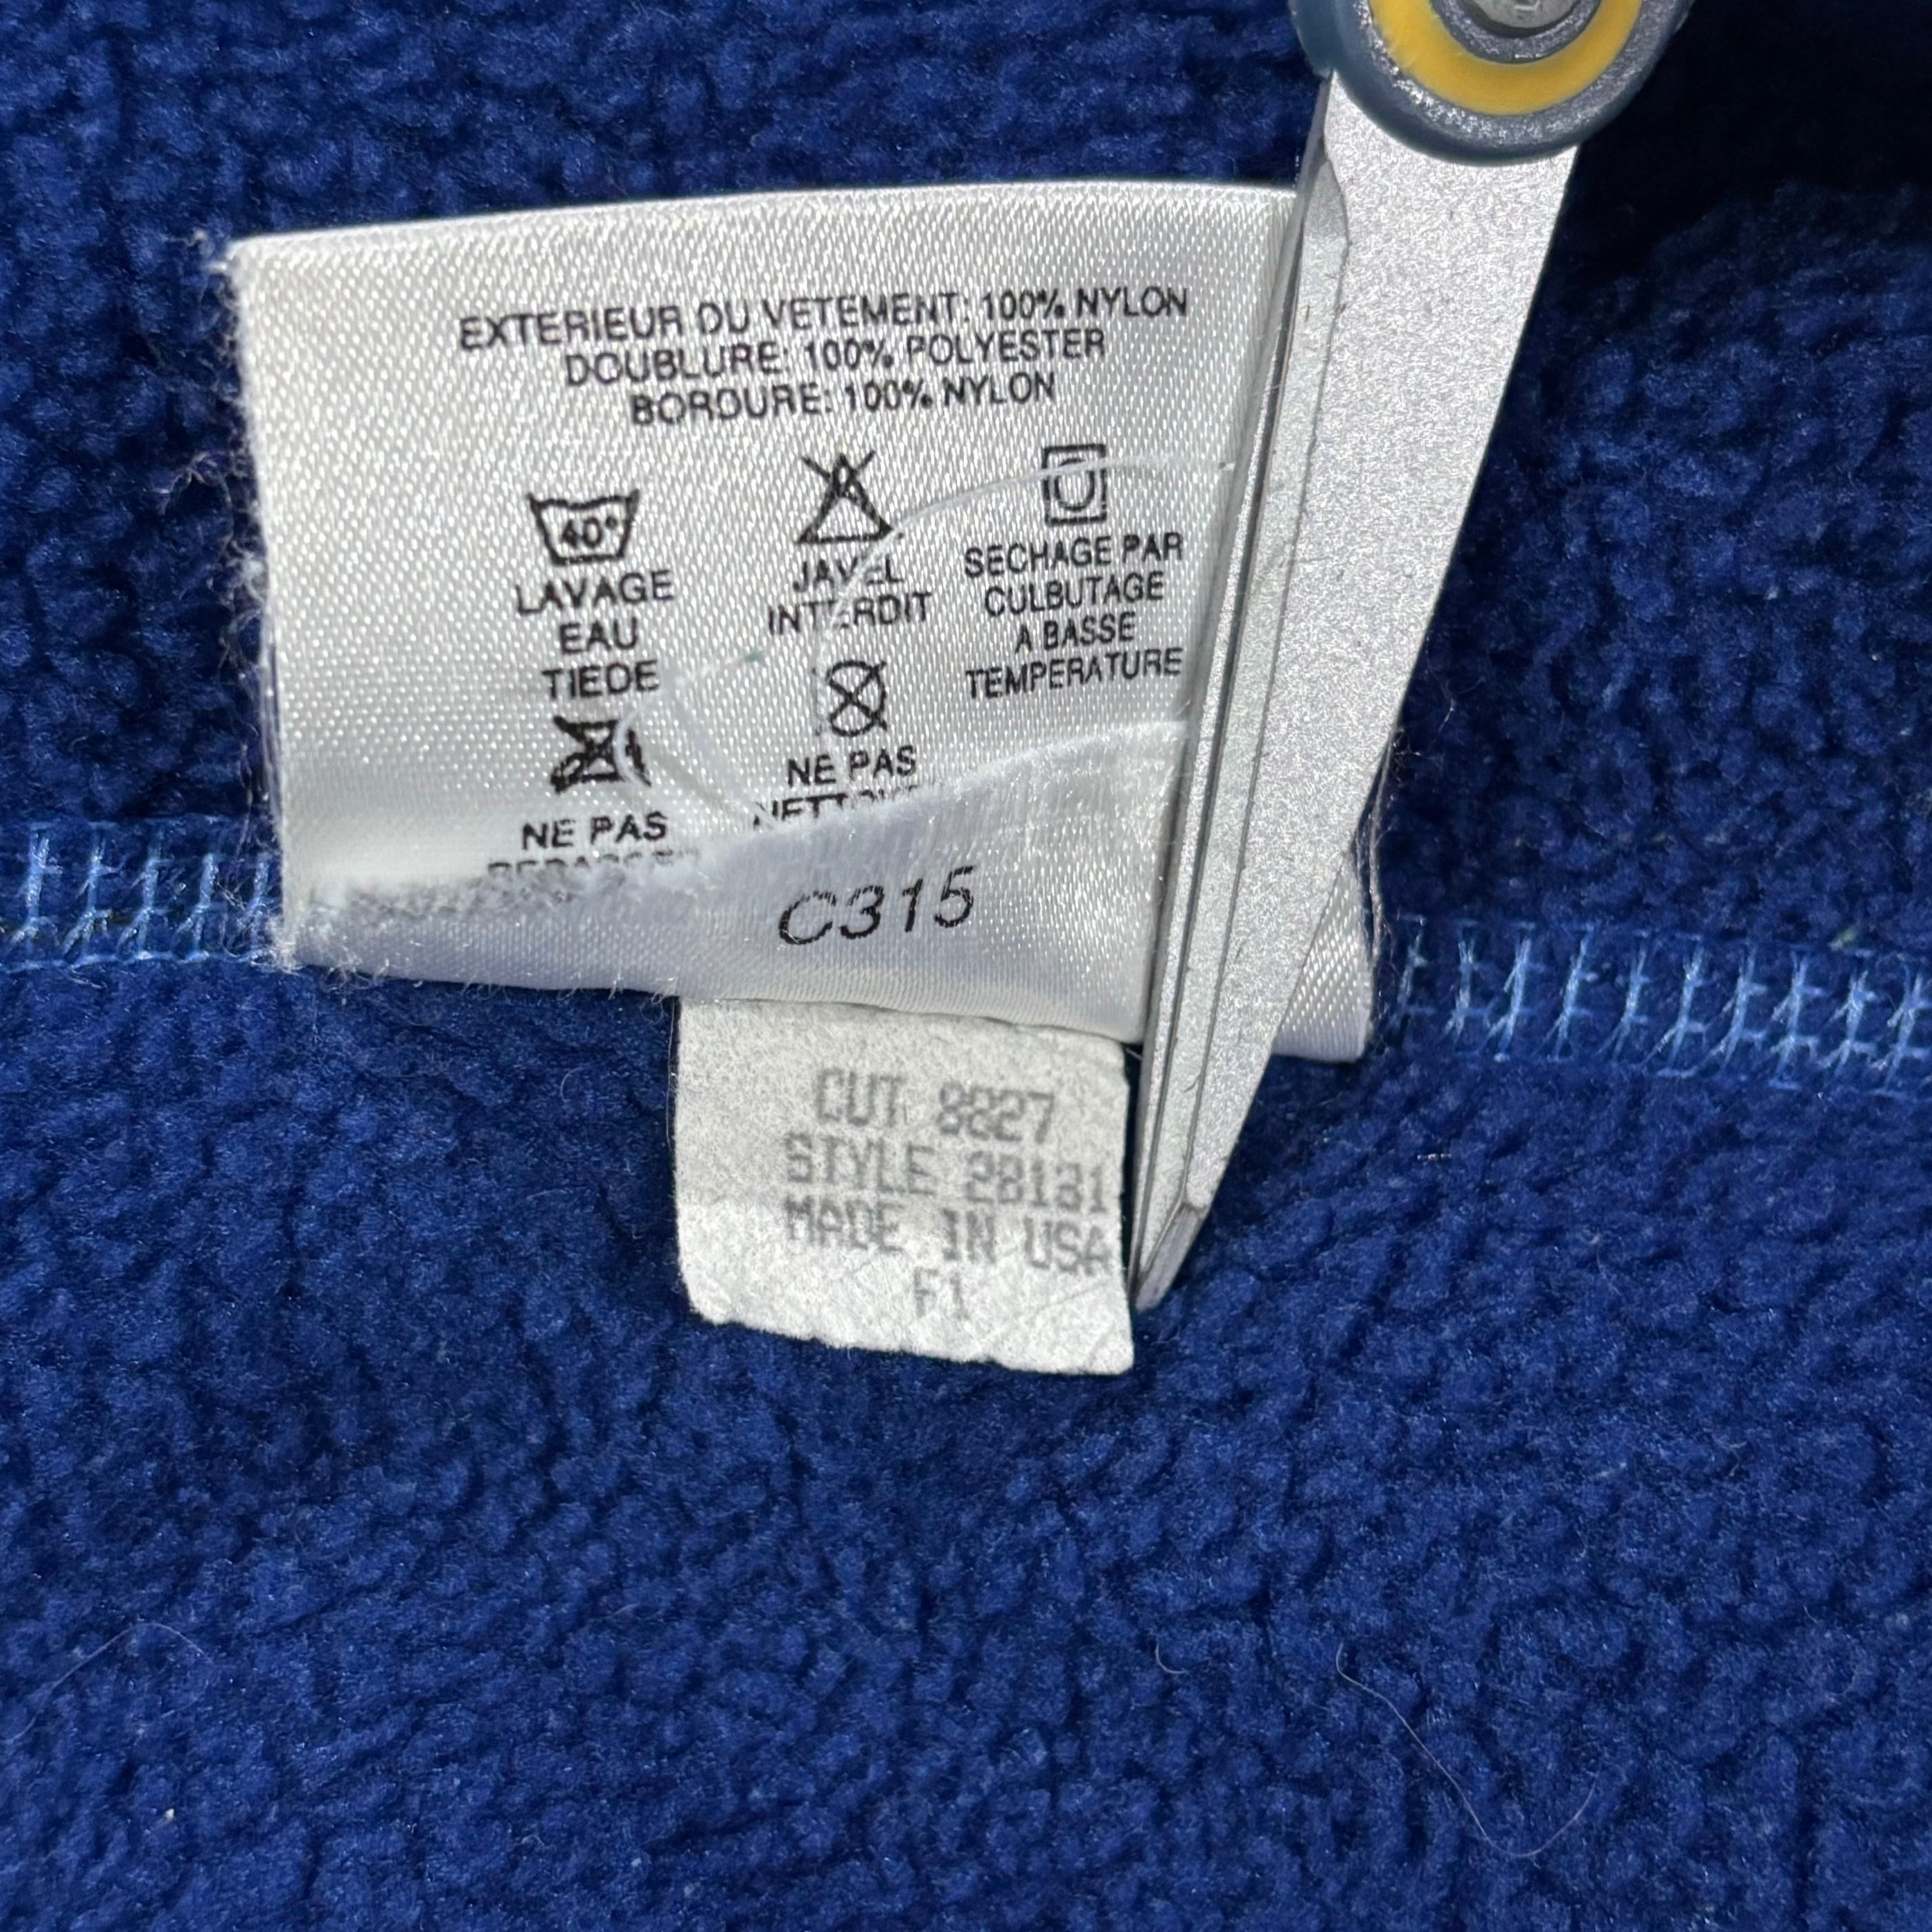 EXTERIEUR DU VETEMENT: 100% NYLON
DOUBLURE: 100% POLYESTER
BORDURE: 100% NYLON
40°
LAVAGE
EAU
TIEDE
JAVEL
INTERDIT
SECHAGE PAR
CULBUTAGE
A BASSE
TEMPERATURE
NE PAS
NE PAS
C315
CUT 8827
STYLE 28131
MADE IN USA
F1